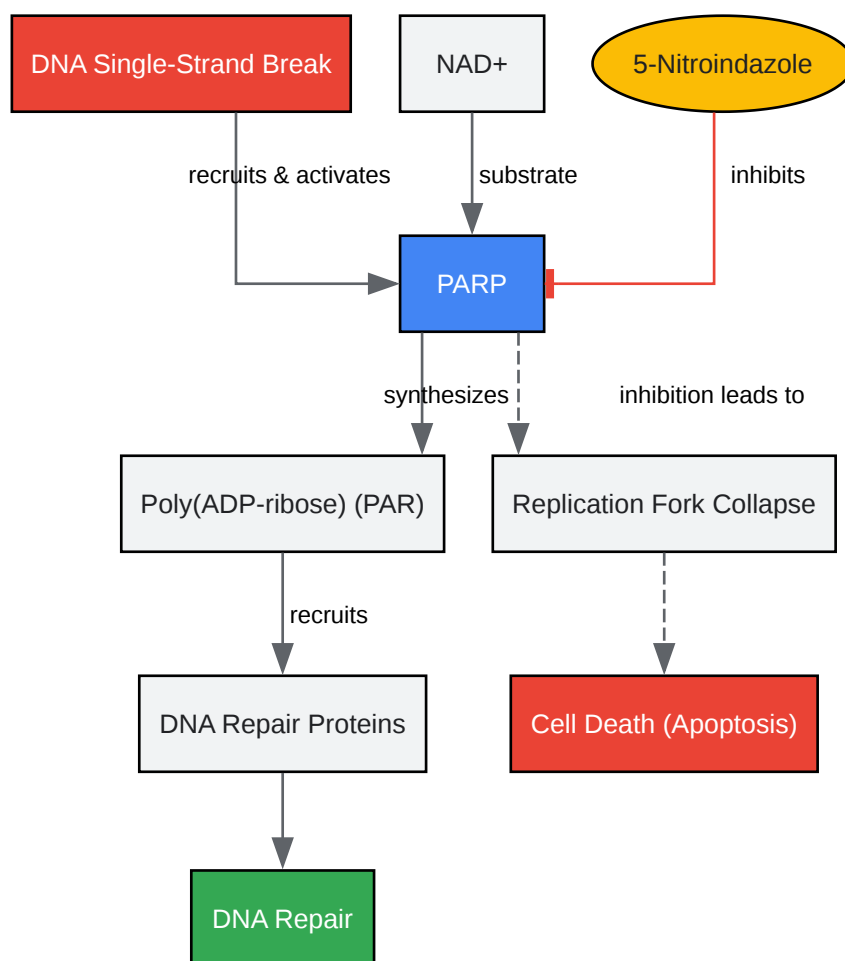 DNA Single-Strand Break
NAD+
5-Nitroindazole
recruits & activates
substrate
inhibits
PARP
synthesizes
inhibition leads to
Poly(ADP-ribose) (PAR)
Replication Fork Collapse
recruits
DNA Repair Proteins
Cell Death (Apoptosis)
DNA Repair